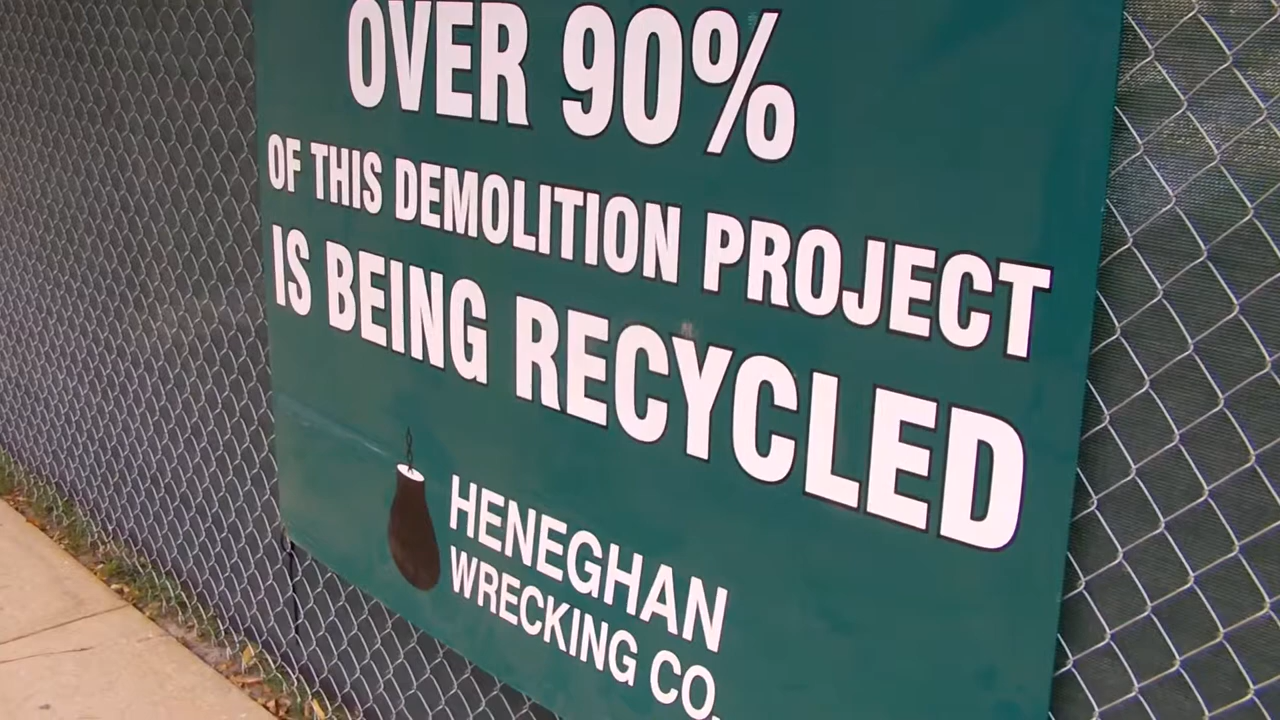 OVER 90%
OF THIS DEMOLITION PROJECT
IS BEING RECYCLED
HENEGHAN
WRECKING CO.